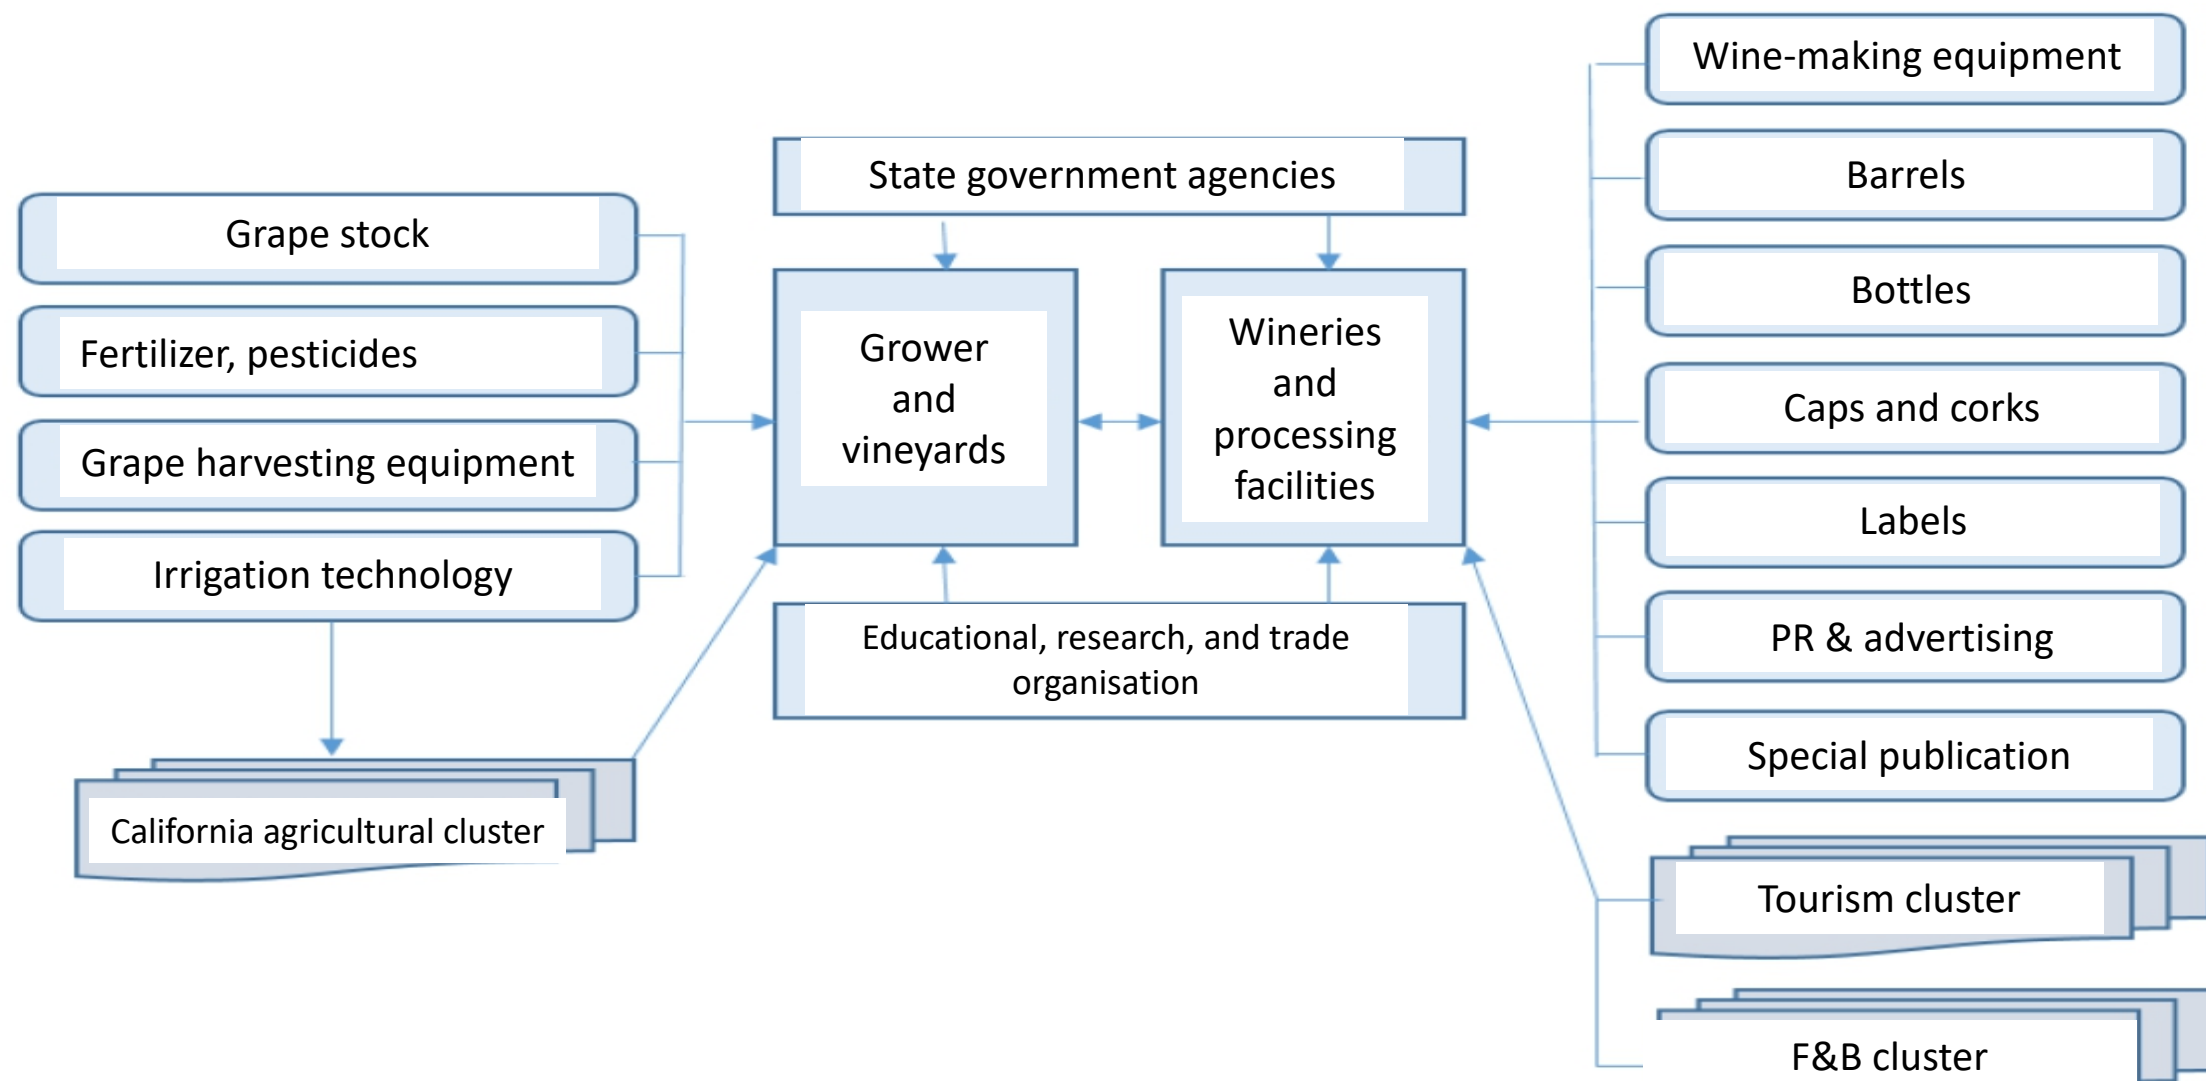 Wine-making equipment
State government agencies
Barrels
Grape stock
Bottles
Fertilizer, pesticides
Grower
and
vineyards
Wineries
and
processing
facilities
Caps and corks
Grape harvesting equipment
Labels
Irrigation technology
Educational, research, and trade
organisation
PR & advertising
Special publication
California agricultural cluster
Tourism cluster
F&B cluster